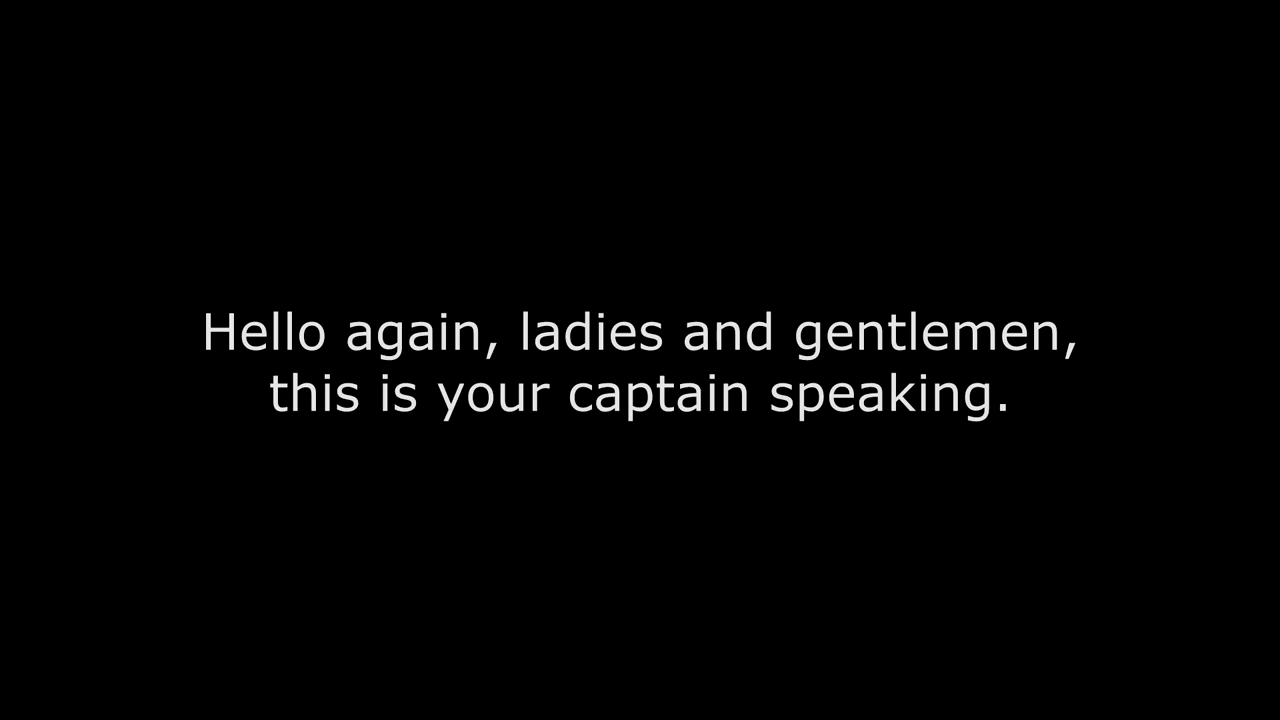 Hello again, ladies and gentlemen,
this is your captain speaking.